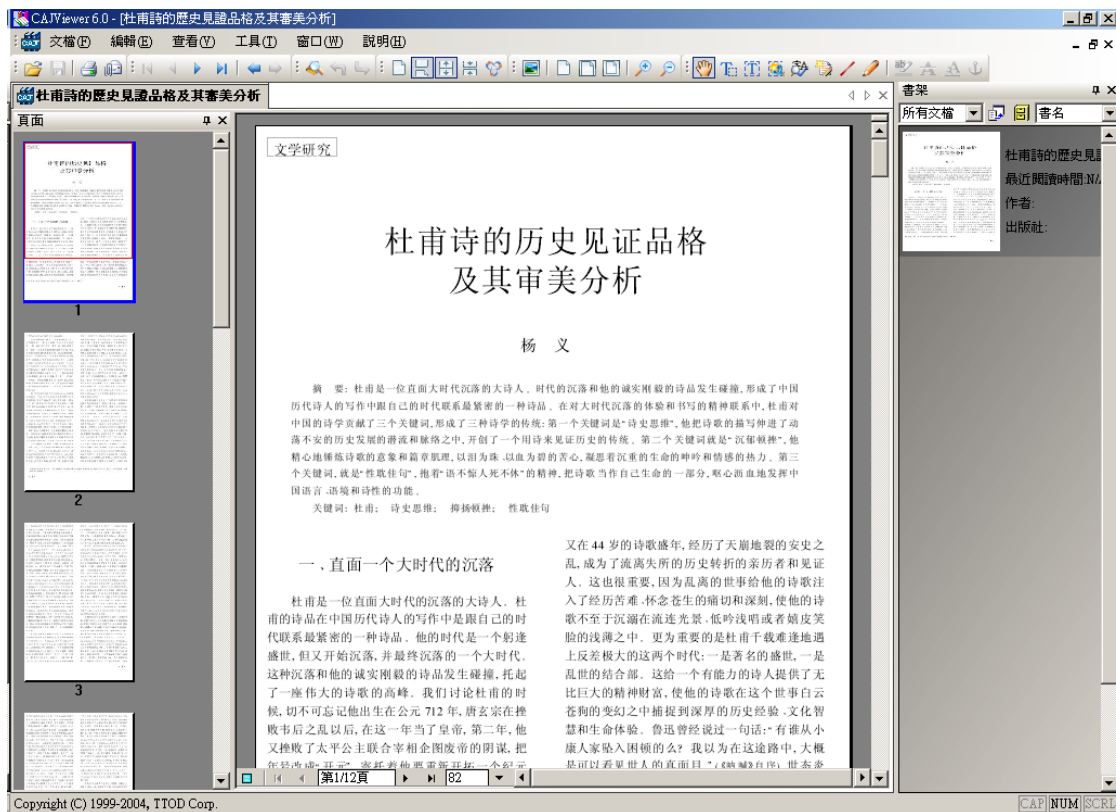 CAJViewer 6.0 - [杜甫詩的歷史見證品格及其審美分析]
文檔(F) 編輯(E) 查看(V) 工具(T) 窗口(W) 説明(H)
杜甫詩的歷史見證品格及其審美分析
頁面
1
2
3
文学研究
杜甫诗的历史见证品格
及其审美分析
杨 义
摘 要: 杜甫是一位直面大时代沉落的大诗人。时代的沉落和他的诚实刚毅的诗品发生碰撞,形成了中国
历代诗人的写作中跟自己的时代联系最紧密的一种诗品。在对大时代沉落的体验和书写的精神联系中,杜甫对
中国的诗学贡献了三个关键词,形成了三种诗学的传统:第一个关键词是“诗史思维”,他把诗歌的描写伸进了动
荡不安的历史发展的潜流和脉络之中,开创了一个用诗来见证历史的传统。第二个关键词就是“沉郁顿挫”,他
精心地锤炼诗歌的意象和篇章肌理,以泪为珠、以血为碧的苦心,凝思着沉重的生命的呻吟和情感的热力。第三
个关键词,就是“性耽佳句”,抱着“语不惊人死不休”的精神,把诗歌当作自己生命的一部分,呕心沥血地发挥中
国语言、语境和诗性的功能。
关键词: 杜甫; 诗史思维; 抑扬顿挫; 性耽佳句
一、直面一个大时代的沉落
杜甫是一位直面大时代的沉落的大诗人。杜
甫的诗品在中国历代诗人的写作中是跟自己的时
代联系最紧密的一种诗品。他的时代是一个躬逢
盛世,但又开始沉落,并最终沉落的一个大时代。
这种沉落和他的诚实刚毅的诗品发生碰撞,托起
了一座伟大的诗歌的高峰。我们讨论杜甫的时
候,切不可忘记他出生在公元 712 年,唐玄宗在挫
败韦后之乱以后,在这一年当了皇帝,第二年,他
又挫败了太平公主联合宰相企图废帝的阴谋,把
年号改成“开元”,寄托着他要重新开拓一个纪元
又在 44 岁的诗歌盛年,经历了天崩地裂的安史之
乱,成为了流离失所的历史转折的亲历者和见证
人。这也很重要,因为乱离的世事给他的诗歌注
入了经历苦难、怀念苍生的痛切和深刻,使他的诗
歌不至于沉溺在流连光景、低吟浅唱或者嬉皮笑
脸的浅薄之中。更为重要的是杜甫千载难逢地遇
上反差极大的这两个时代:一是著名的盛世,一是
乱世的结合部。这给一个有能力的诗人提供了无
比巨大的精神财富,使他的诗歌在这个世事白云
苍狗的变幻之中捕捉到深厚的历史经验、文化智
慧和生命体验。鲁迅曾经说过一句话:“有谁从小
康人家坠入困顿的么? 我以为在这途路中,大概
是可以看见世人的真面目。”(《呐喊》自序) 世态炎
第1/12頁 82
書架
所有文檔 書名
杜甫詩的歷史見
最近閱讀時間:N/
作者:
出版社:
Copyright (C) 1999-2004, TTOD Corp.
CAP NUM SCRL